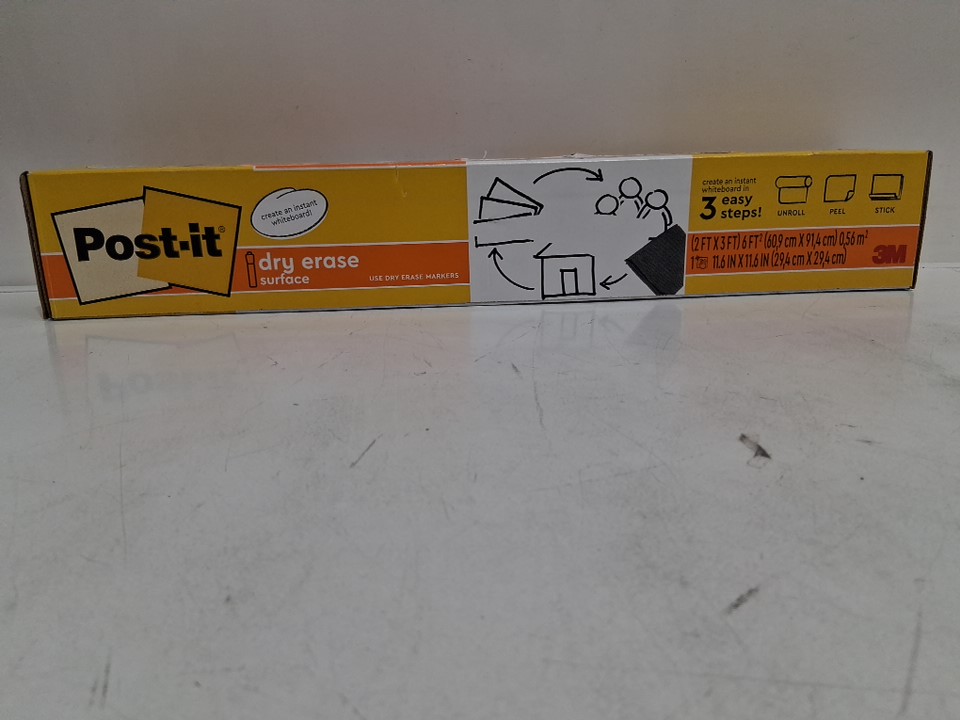 Post-it®
create an instant
whiteboard!
dry erase
surface
USE DRY ERASE MARKERS
create an instant
whiteboard in
3 easy
steps!
UNROLL
PEEL
STICK
(2 FT X 3 FT) 6 FT² (60,9 cm X 91,4 cm) 0,56 m²
1 11.6 IN X 11.6 IN (29,4 cm X 29,4 cm)
3M